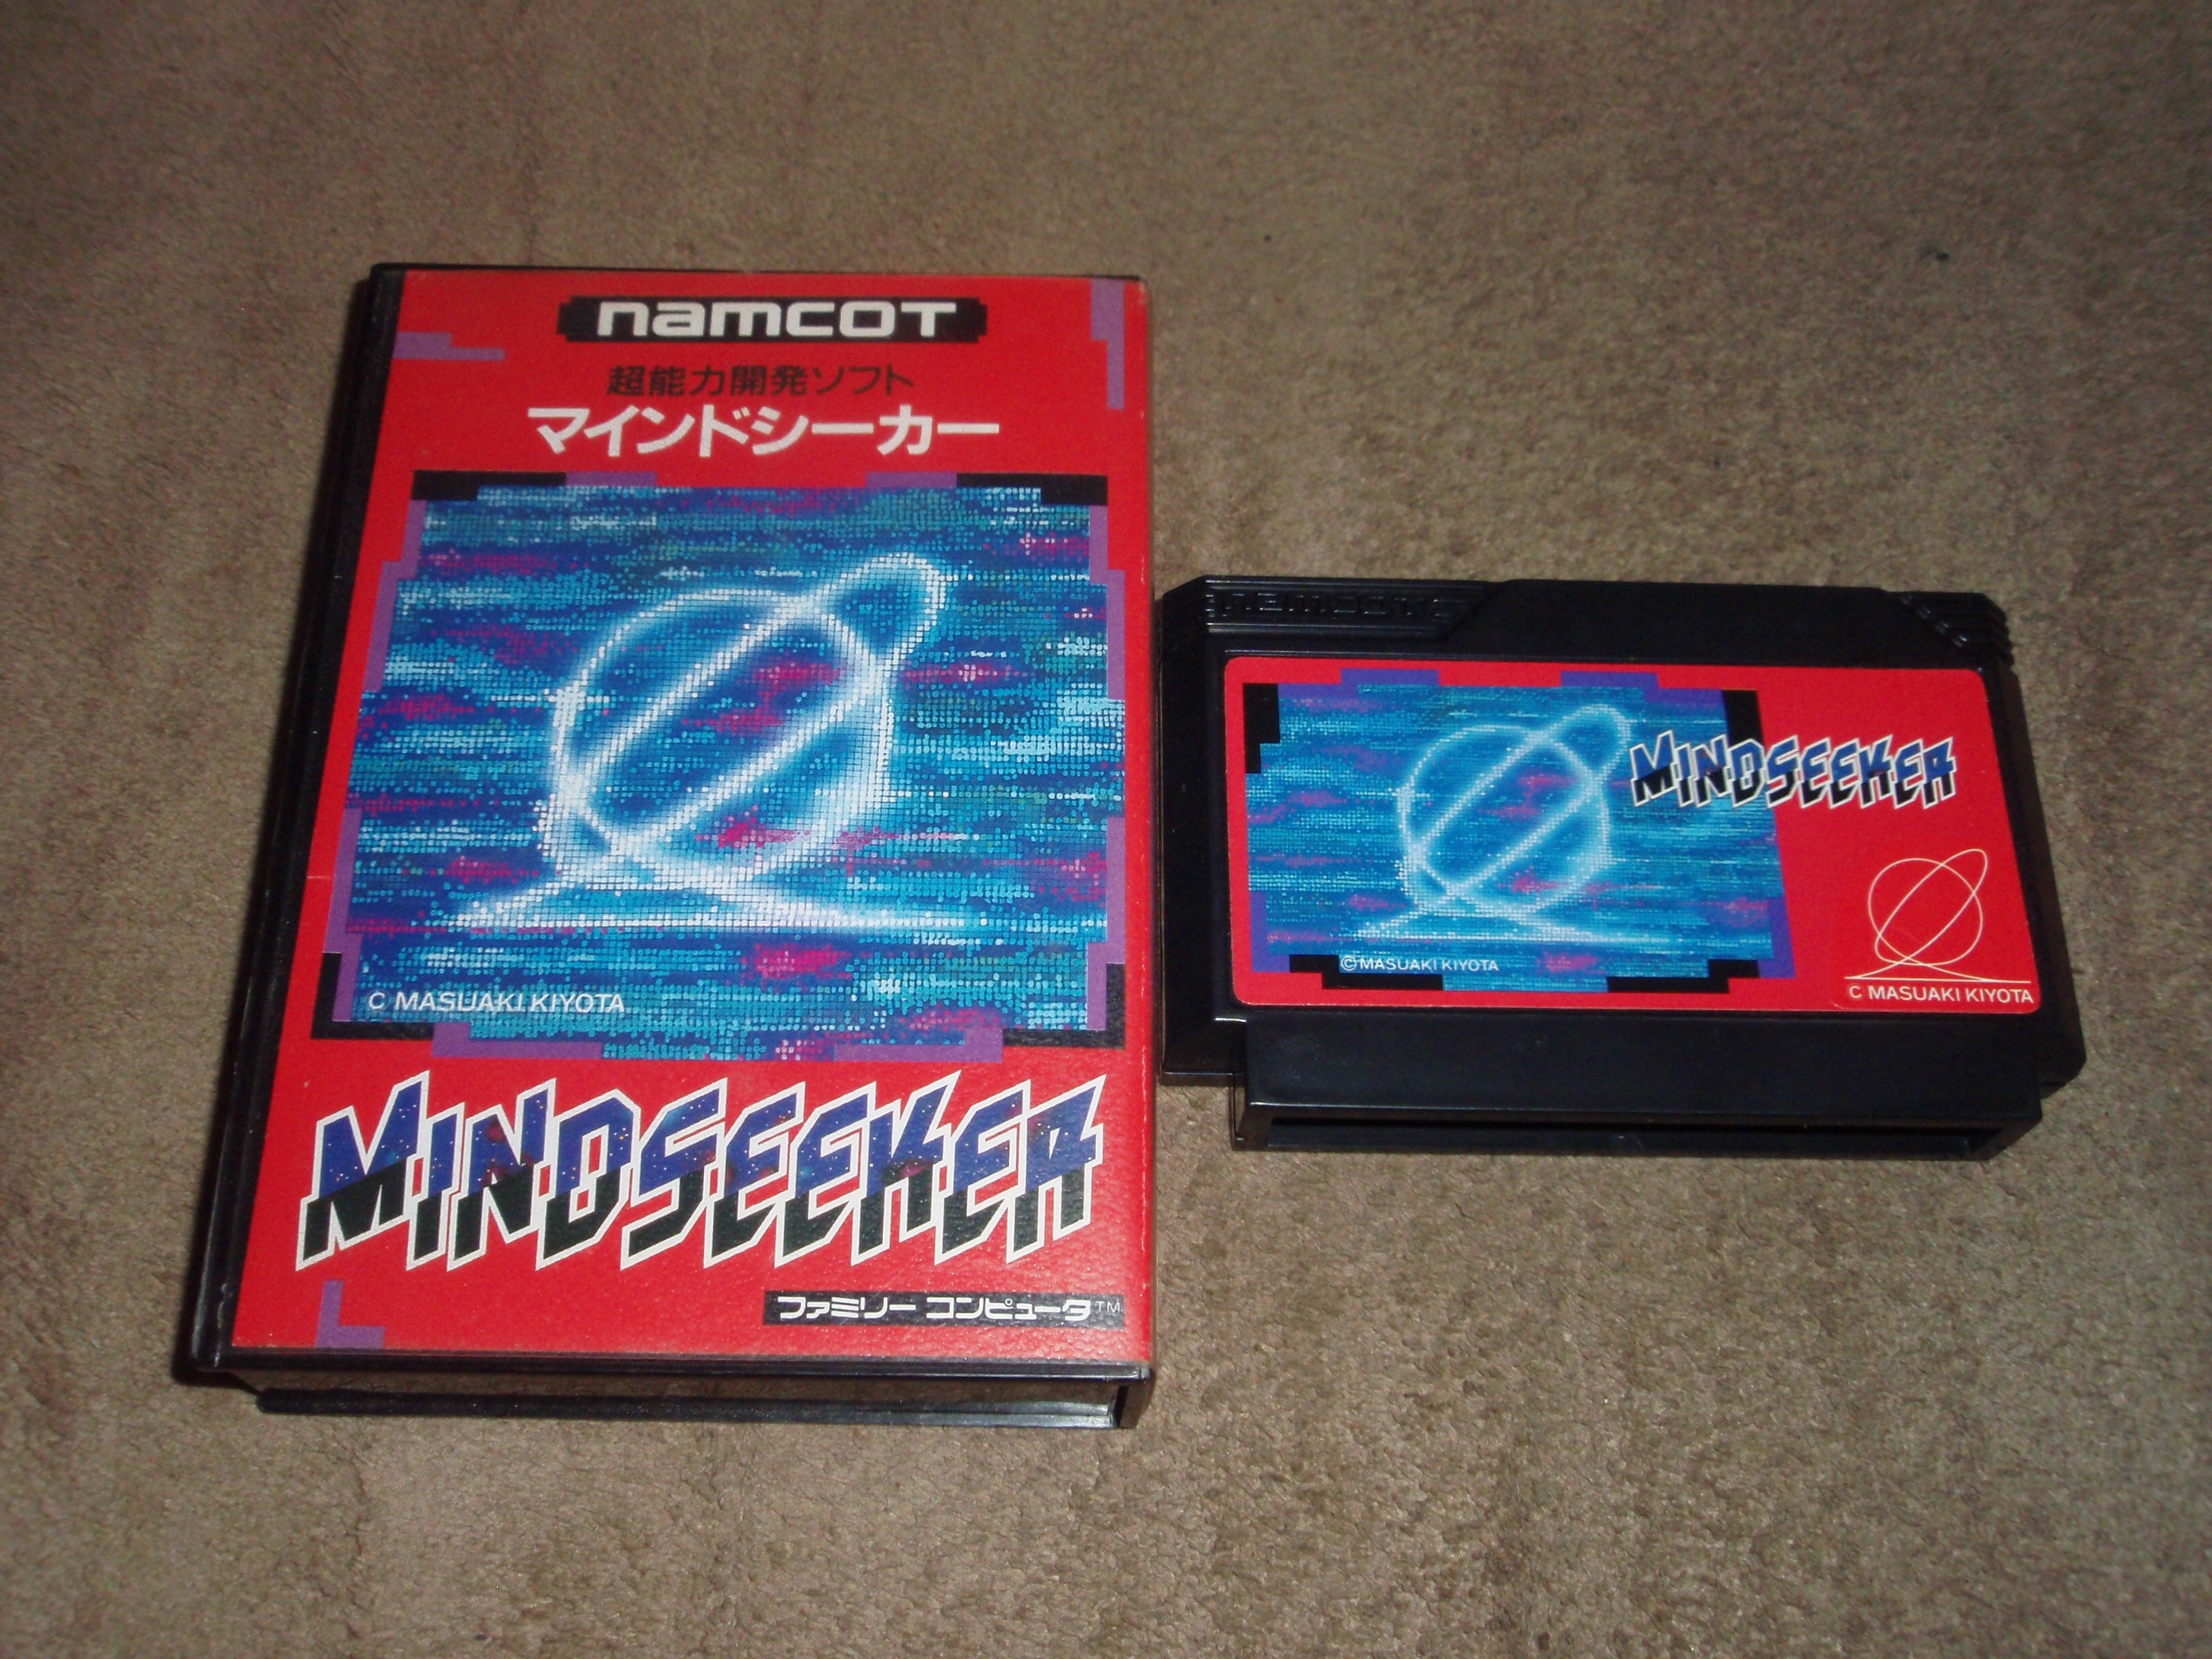 namcoT
超能力開発ソフト
マインドシーカー
C MASUAKI KIYOTA
MINDSEEKER
ファミリー コンピュータ™
namcot
MINDSEEKER
©MASUAKI KIYOTA
C MASUAKI KIYOTA